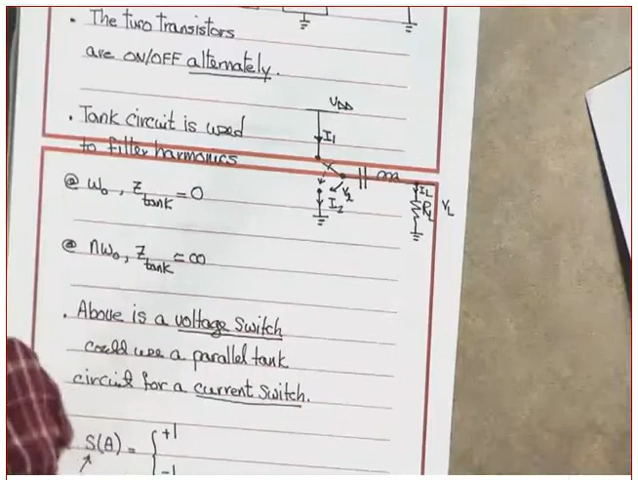 • The two transistors
are ON/OFF alternately.
• Tank circuit is used
to filter harmonics
VDD
I1
I2
V2
IL
RL
VL
@ ω₀, Ztank = 0
@ nω₀, Ztank = ∞
• Above is a voltage switch
could use a parallel tank
circuit for a current switch.
S(A) = { +1
-1